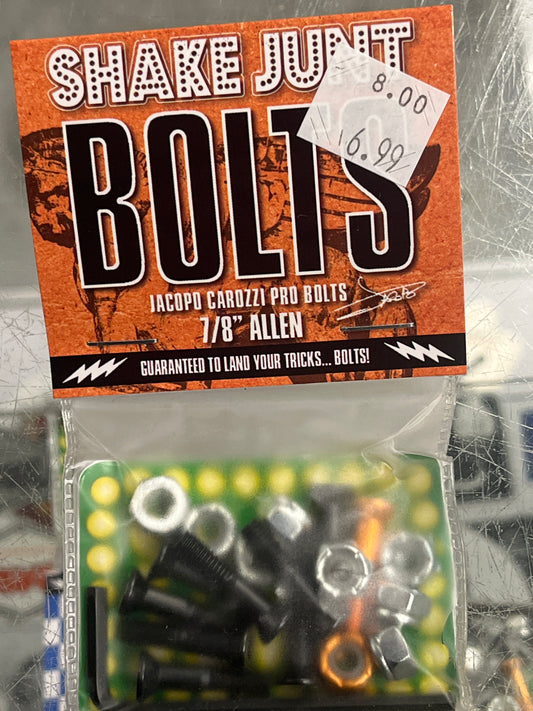 SHAKE JUNT
8.00
6.99
BOLTS
JACOPO CAROZZI PRO BOLTS
7/8" ALLEN
GUARANTEED TO LAND YOUR TRICKS... BOLTS!